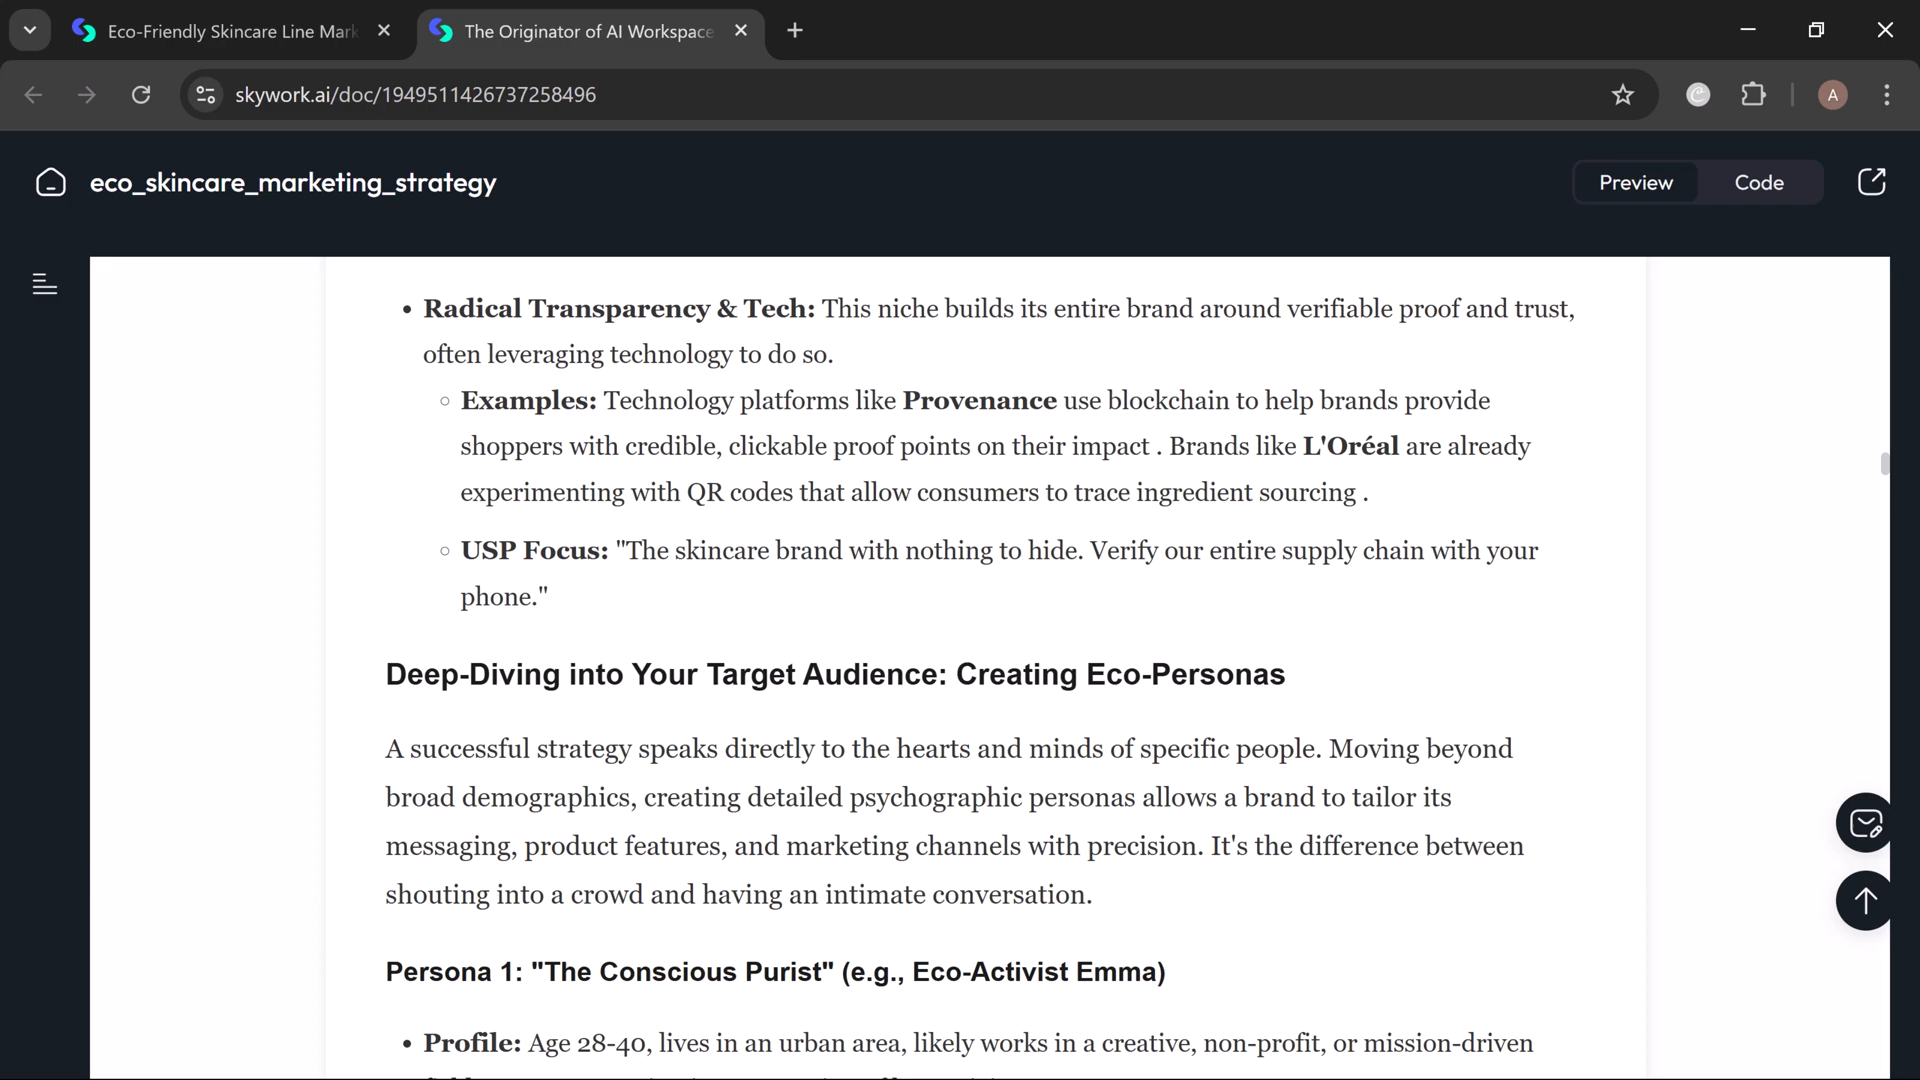 Eco-Friendly Skincare Line Mark
The Originator of AI Workspace
skywork.ai/doc/1949511426737258496
A
eco_skincare_marketing_strategy
Preview
Code
• Radical Transparency & Tech: This niche builds its entire brand around verifiable proof and trust,
often leveraging technology to do so.
○ Examples: Technology platforms like Provenance use blockchain to help brands provide
shoppers with credible, clickable proof points on their impact . Brands like L'Oréal are already
experimenting with QR codes that allow consumers to trace ingredient sourcing .
○ USP Focus: "The skincare brand with nothing to hide. Verify our entire supply chain with your
phone."
Deep-Diving into Your Target Audience: Creating Eco-Personas
A successful strategy speaks directly to the hearts and minds of specific people. Moving beyond
broad demographics, creating detailed psychographic personas allows a brand to tailor its
messaging, product features, and marketing channels with precision. It's the difference between
shouting into a crowd and having an intimate conversation.
Persona 1: "The Conscious Purist" (e.g., Eco-Activist Emma)
• Profile: Age 28-40, lives in an urban area, likely works in a creative, non-profit, or mission-driven